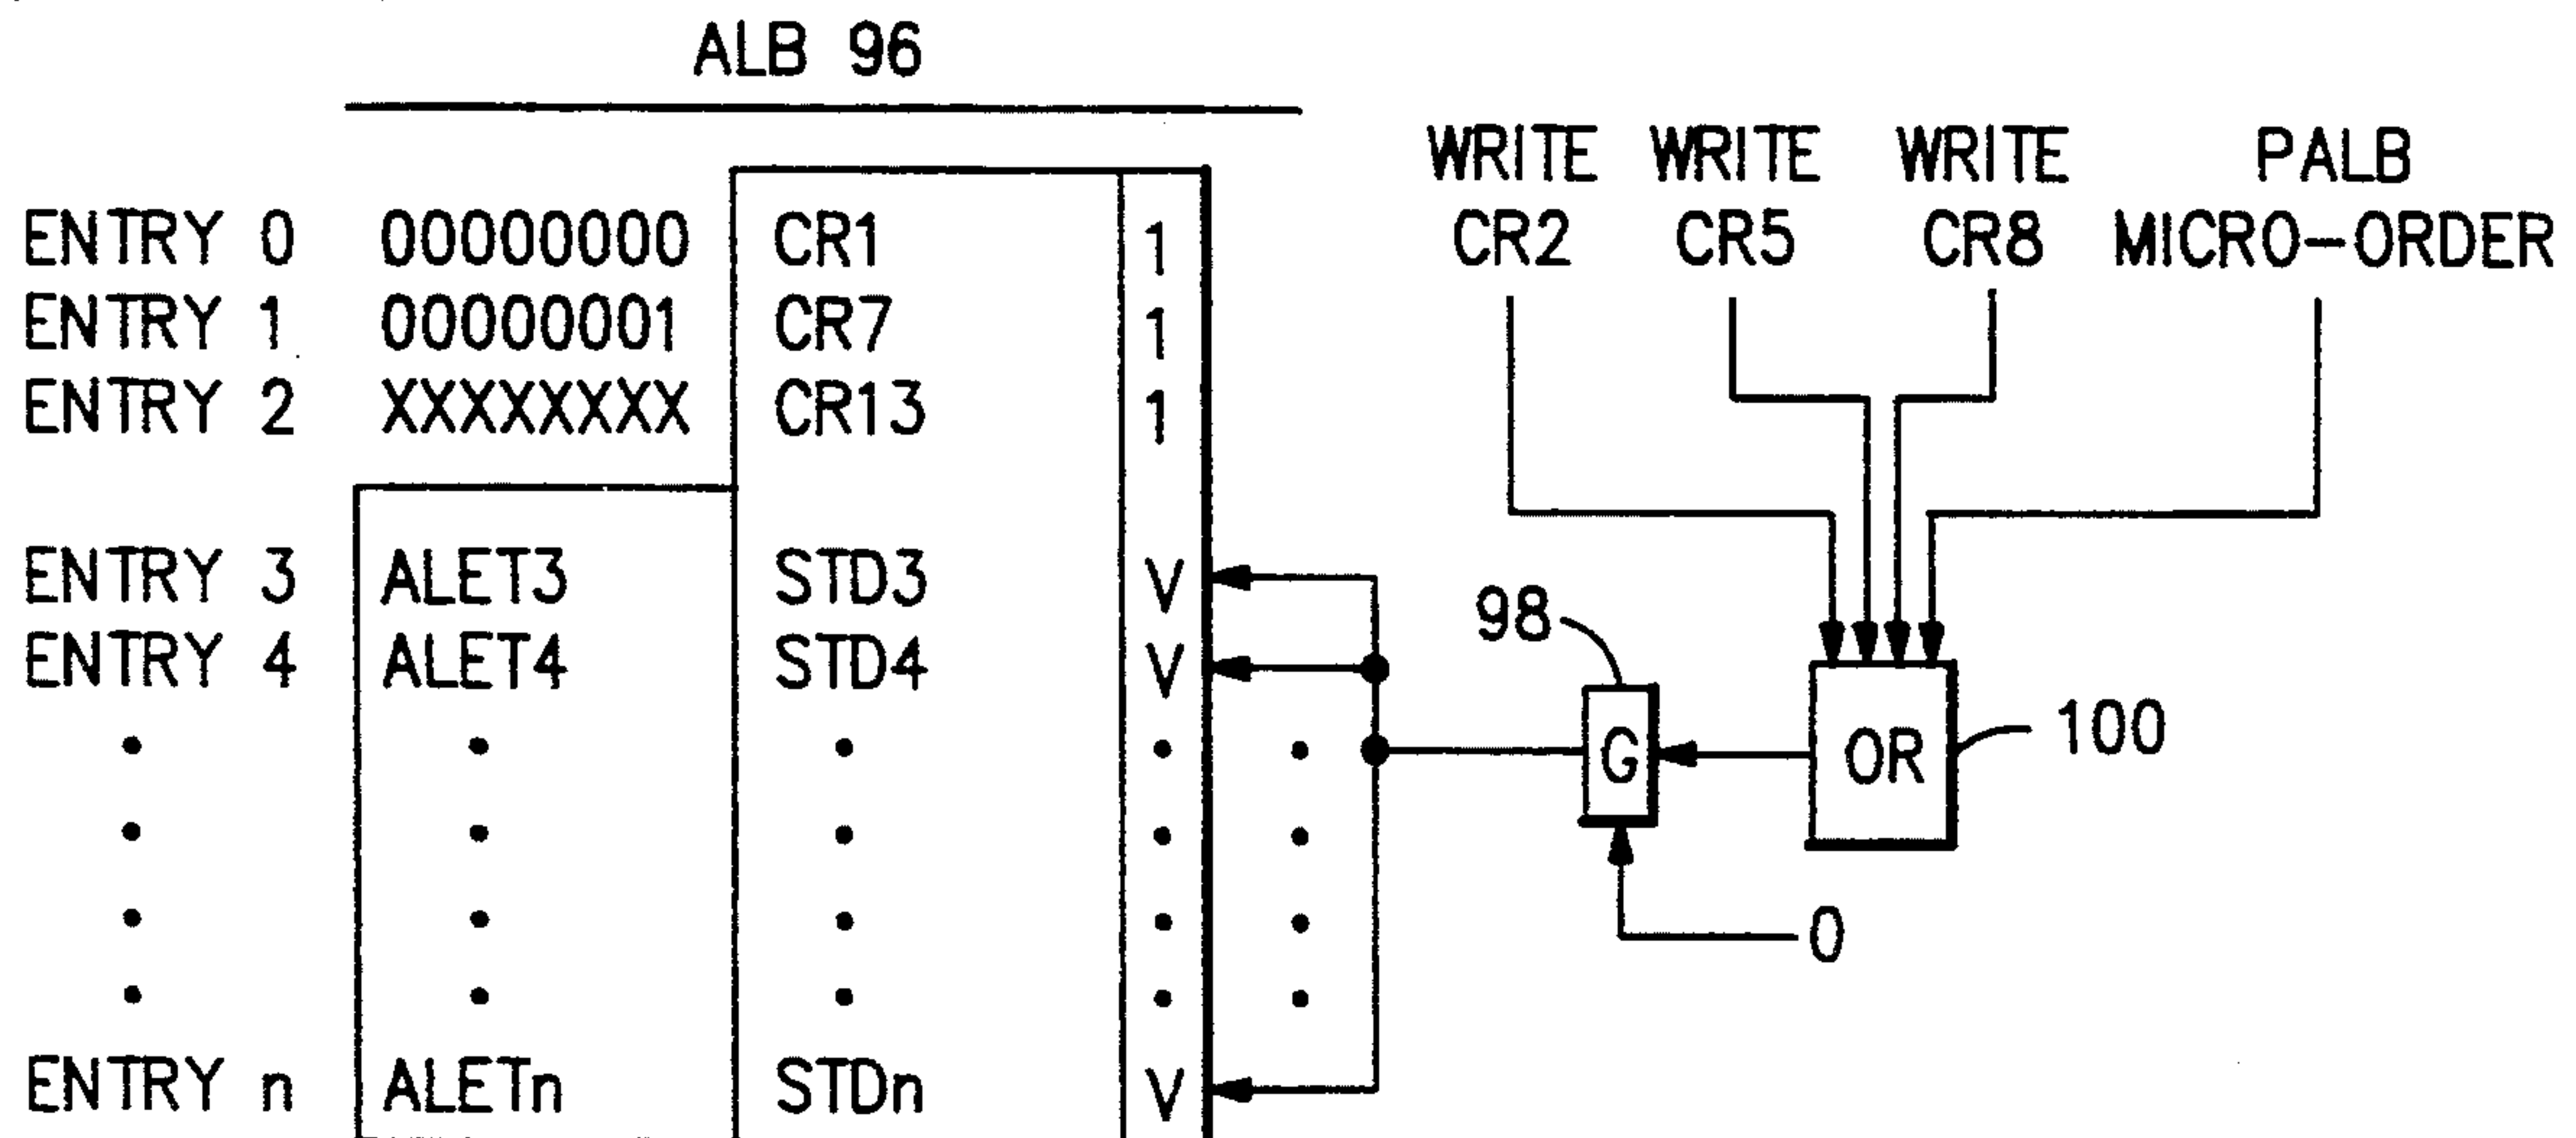 ALB 96
WRITE CR2
WRITE CR5
WRITE CR8
PALB MICRO-ORDER
ENTRY 0 00000000 CR1 1
ENTRY 1 00000001 CR7 1
ENTRY 2 XXXXXXXX CR13 1
ENTRY 3 ALET3 STD3 V
ENTRY 4 ALET4 STD4 V
ENTRY n ALETn STDn V
98
G
OR
100
0